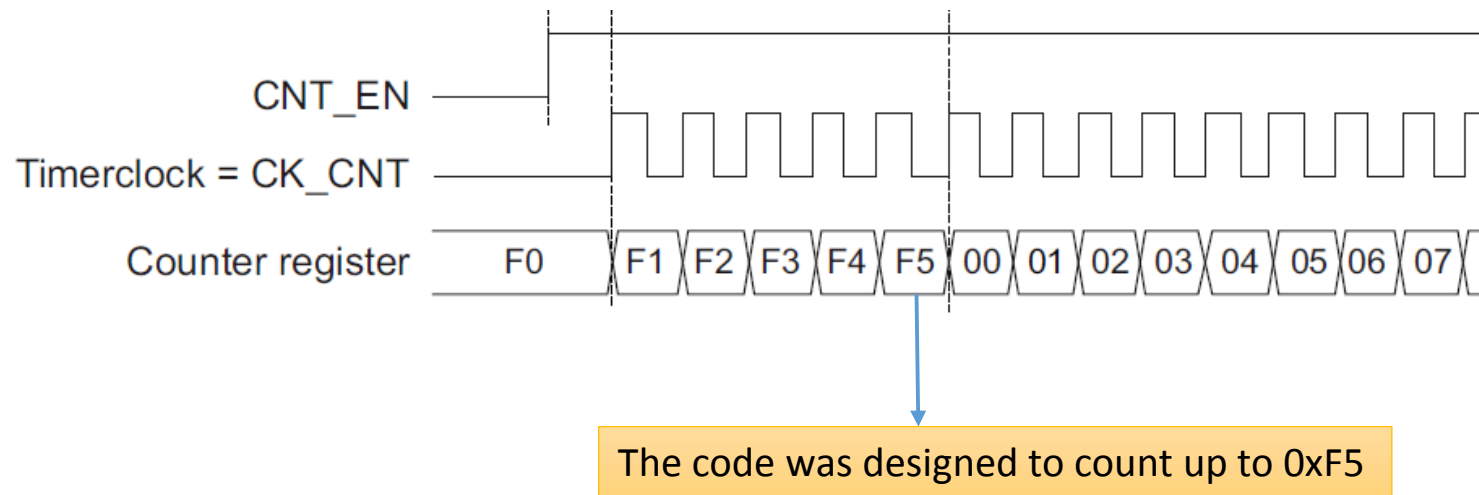 CNT_EN
Timerclock = CK_CNT
Counter register F0 F1 F2 F3 F4 F5 00 01 02 03 04 05 06 07
The code was designed to count up to 0xF5